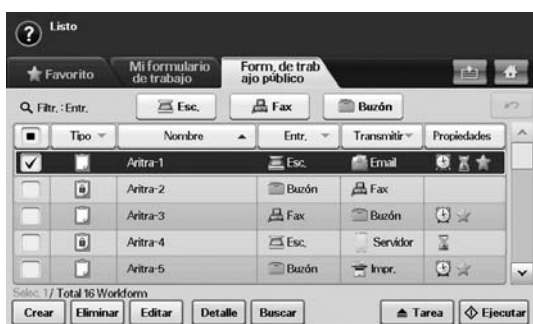 Listo
Favorito
Mi formulario
de trabajo
Form. de trab
ajo público
Filtr. : Entr.
Esc.
Fax
Buzón
Tipo
Nombre
Entr.
Transmitir
Propiedades
Aritra-1
Esc.
Email
Aritra-2
Buzón
Fax
Aritra-3
Fax
Buzón
Aritra-4
Esc.
Servidor
Aritra-5
Buzón
Impr.
Selec. 1/ Total 16 Workform
Crear
Eliminar
Editar
Detalle
Buscar
Tarea
Ejecutar